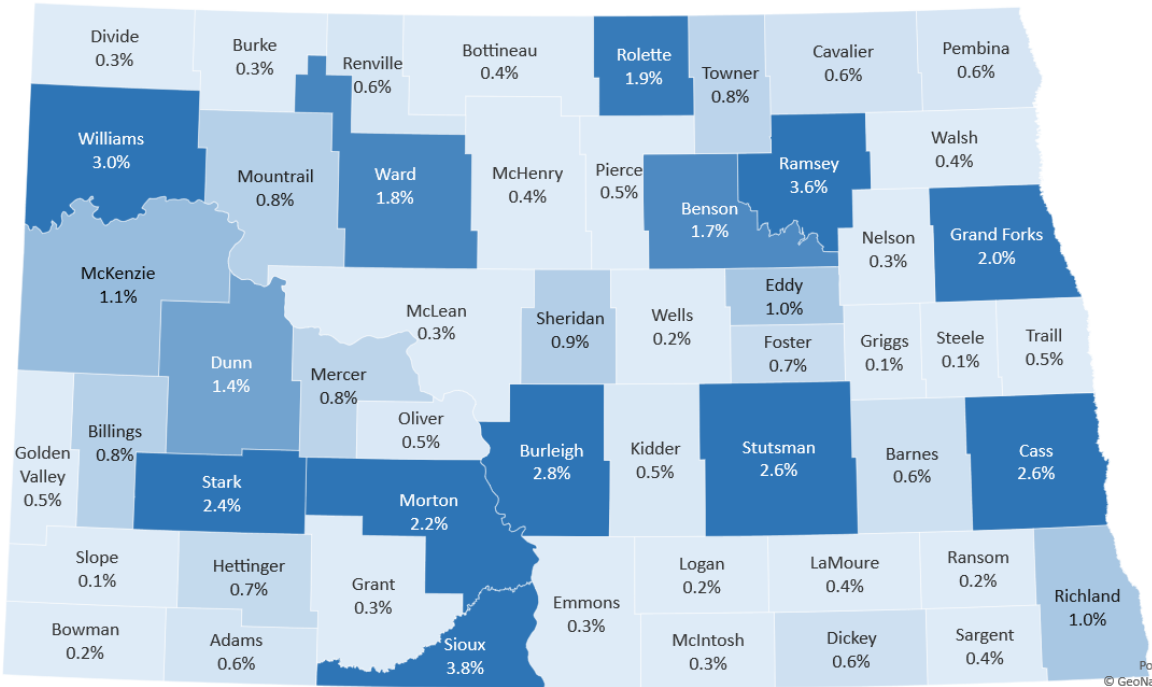 Divide
0.3%
Burke
0.3%
Renville
0.6%
Bottineau
0.4%
Rolette
1.9%
Towner
0.8%
Cavalier
0.6%
Pembina
0.6%
Williams
3.0%
Mountrail
0.8%
Ward
1.8%
McHenry
0.4%
Pierce
0.5%
Benson
1.7%
Ramsey
3.6%
Walsh
0.4%
Nelson
0.3%
Grand Forks
2.0%
McKenzie
1.1%
Dunn
1.4%
McLean
0.3%
Mercer
0.8%
Oliver
0.5%
Sheridan
0.9%
Wells
0.2%
Eddy
1.0%
Foster
0.7%
Griggs
0.1%
Steele
0.1%
Traill
0.5%
Golden
Valley
0.5%
Billings
0.8%
Stark
2.4%
Morton
2.2%
Burleigh
2.8%
Kidder
0.5%
Stutsman
2.6%
Barnes
0.6%
Cass
2.6%
Slope
0.1%
Hettinger
0.7%
Grant
0.3%
Bowman
0.2%
Adams
0.6%
Sioux
3.8%
Emmons
0.3%
Logan
0.2%
McIntosh
0.3%
LaMoure
0.4%
Dickey
0.6%
Ransom
0.2%
Sargent
0.4%
Richland
1.0%
Po
© GeoNa